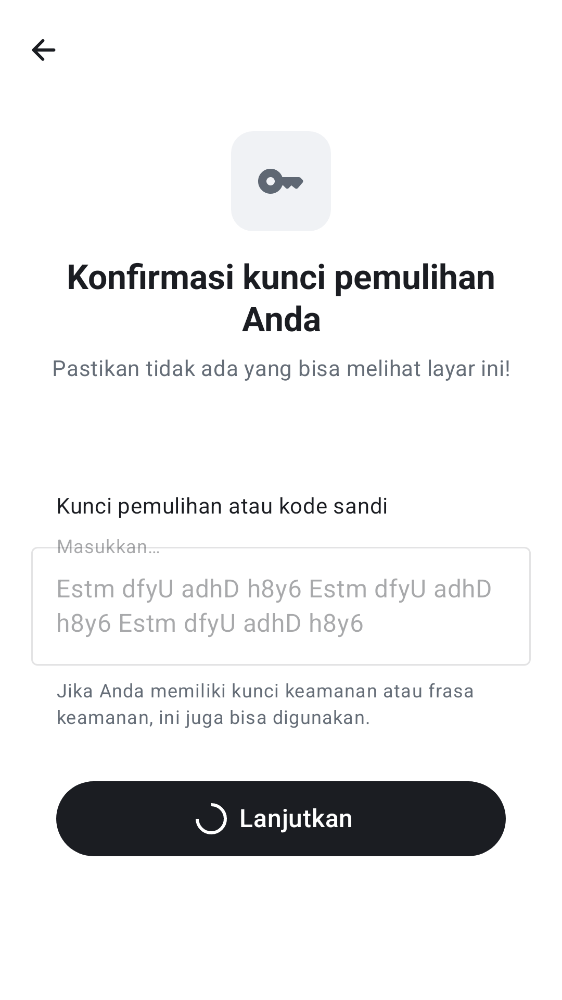 Konfirmasi kunci pemulihan
Anda
Pastikan tidak ada yang bisa melihat layar ini!
Kunci pemulihan atau kode sandi
Masukkan…
Estm dfyU adhD h8y6 Estm dfyU adhD
h8y6 Estm dfyU adhD h8y6
Jika Anda memiliki kunci keamanan atau frasa
keamanan, ini juga bisa digunakan.
Lanjutkan